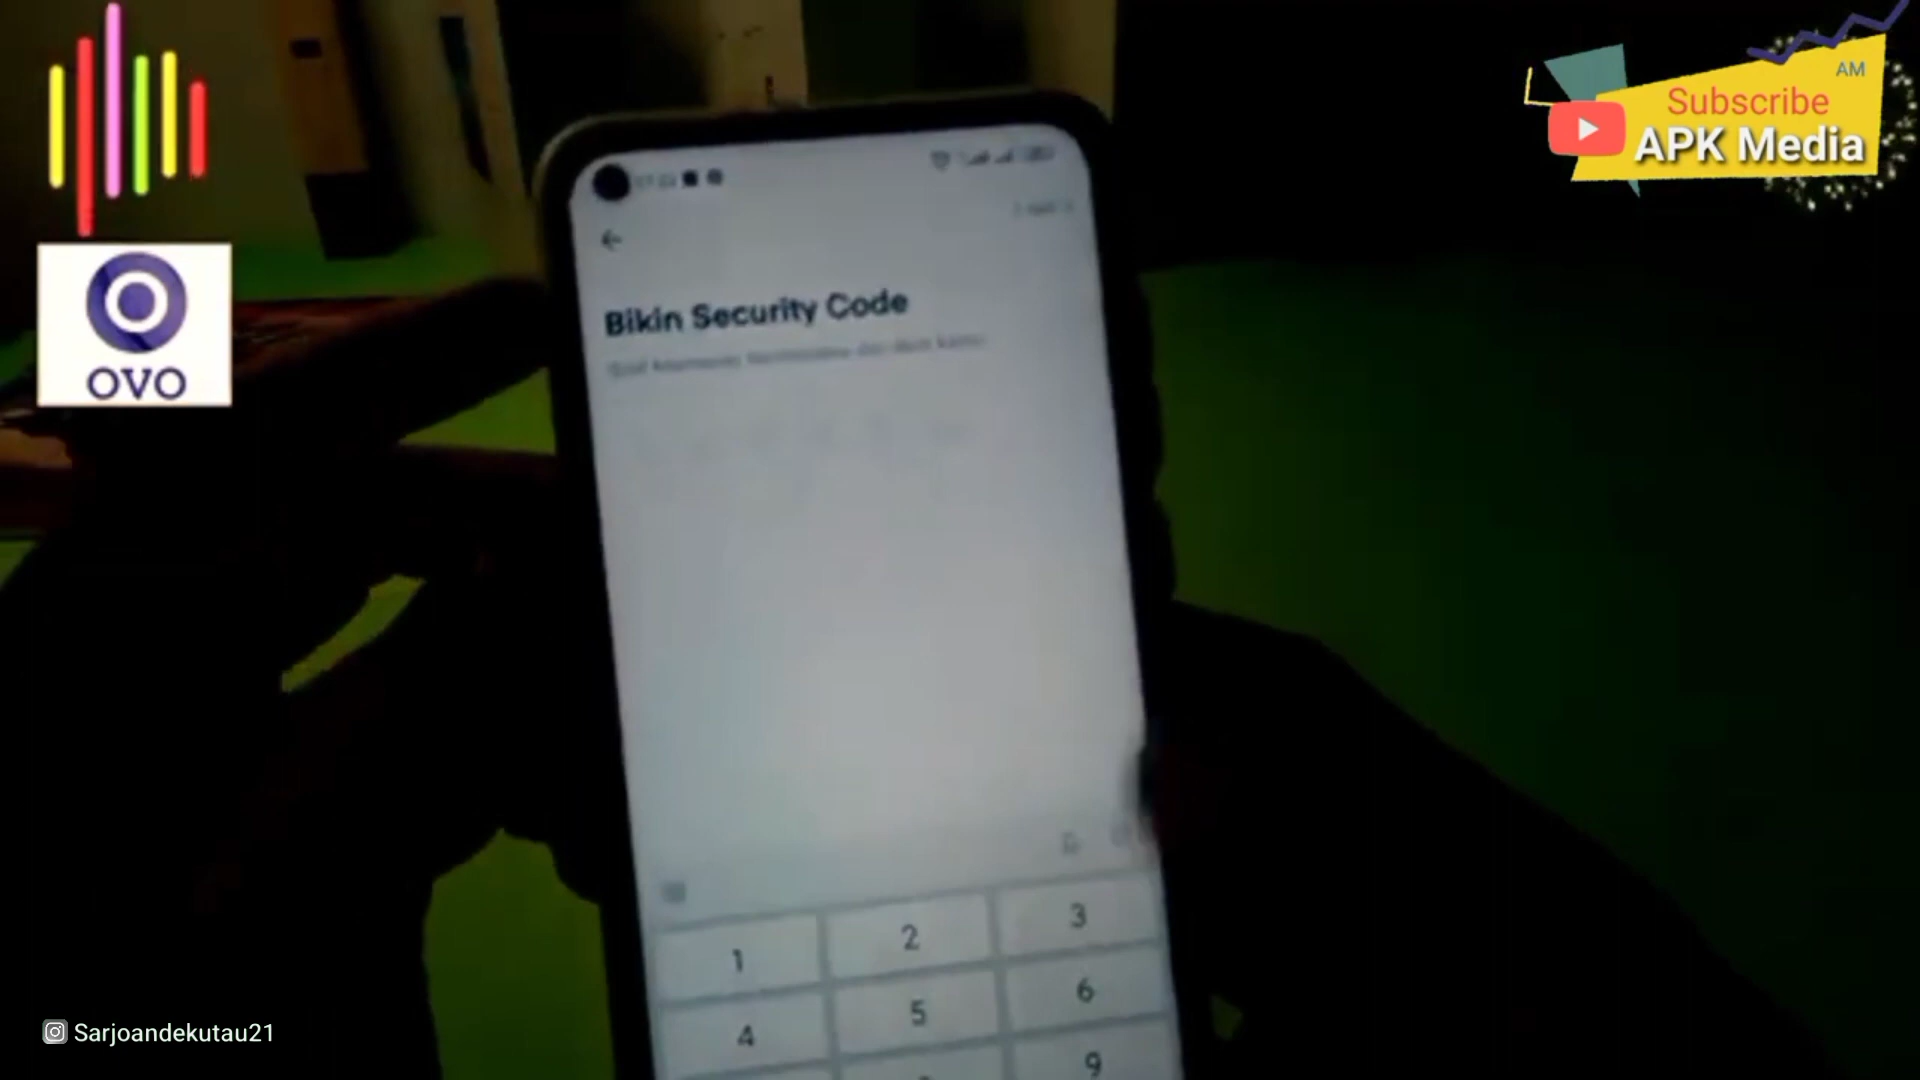 AM
Subscribe
APK Media
OVO
Bikin Security Code
1
2
3
4
5
6
9
Sarjoandekutau21